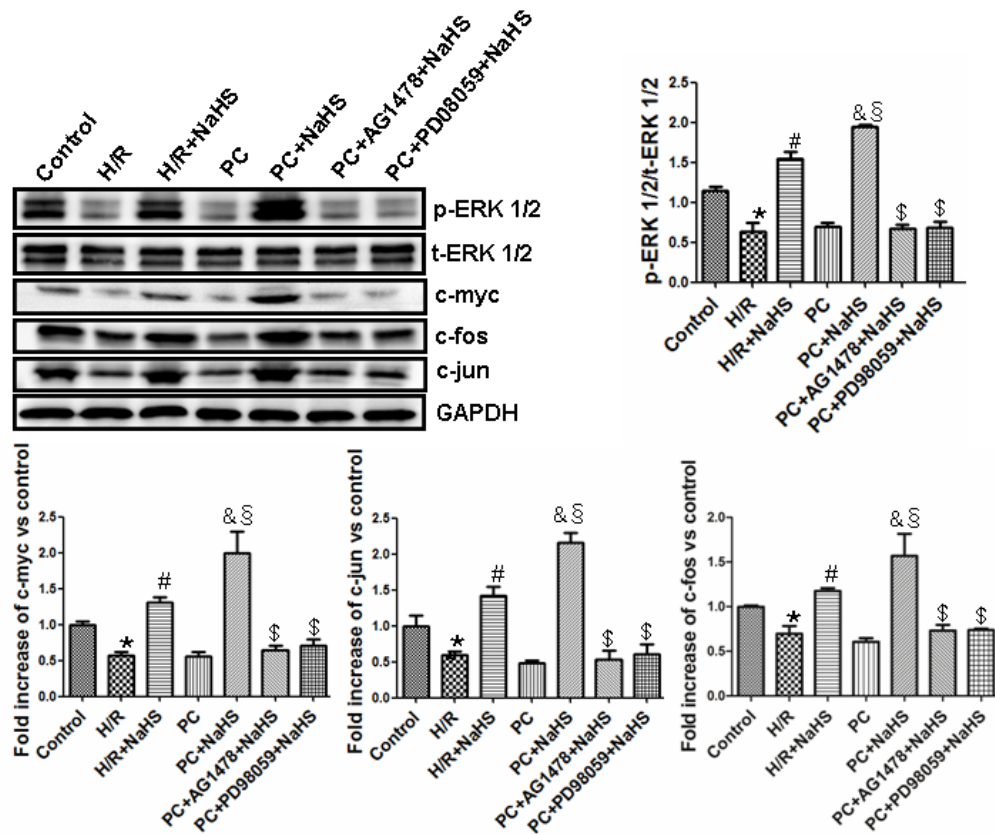 Control
H/R
H/R+NaHS
PC
PC+NaHS
PC+AG1478+NaHS
PC+PD08059+NaHS
p-ERK 1/2
t-ERK 1/2
c-myc
c-fos
c-jun
GAPDH
p-ERK 1/2/t-ERK 1/2
2.5
2.0
1.5
1.0
0.5
0.0
*
#
&§
$
$
Control
H/R
H/R+NaHS
PC
PC+NaHS
PC+AG1478+NaHS
PC+PD98059+NaHS
Fold increase of c-myc vs control
2.5
2.0
1.5
1.0
0.5
0.0
*
#
&§
$
$
Control
H/R
H/R+NaHS
PC
PC+NaHS
PC+AG1478+NaHS
PC+PD98059+NaHS
Fold increase of c-jun vs control
2.5
2.0
1.5
1.0
0.5
0.0
*
#
&§
$
$
Control
H/R
H/R+NaHS
PC
PC+NaHS
PC+AG1478+NaHS
PC+PD98059+NaHS
Fold increase of c-fos vs control
2.0
1.5
1.0
0.5
0.0
*
#
&§
$
$
Control
H/R
H/R+NaHS
PC
PC+NaHS
PC+AG1478+NaHS
PC+PD98059+NaHS